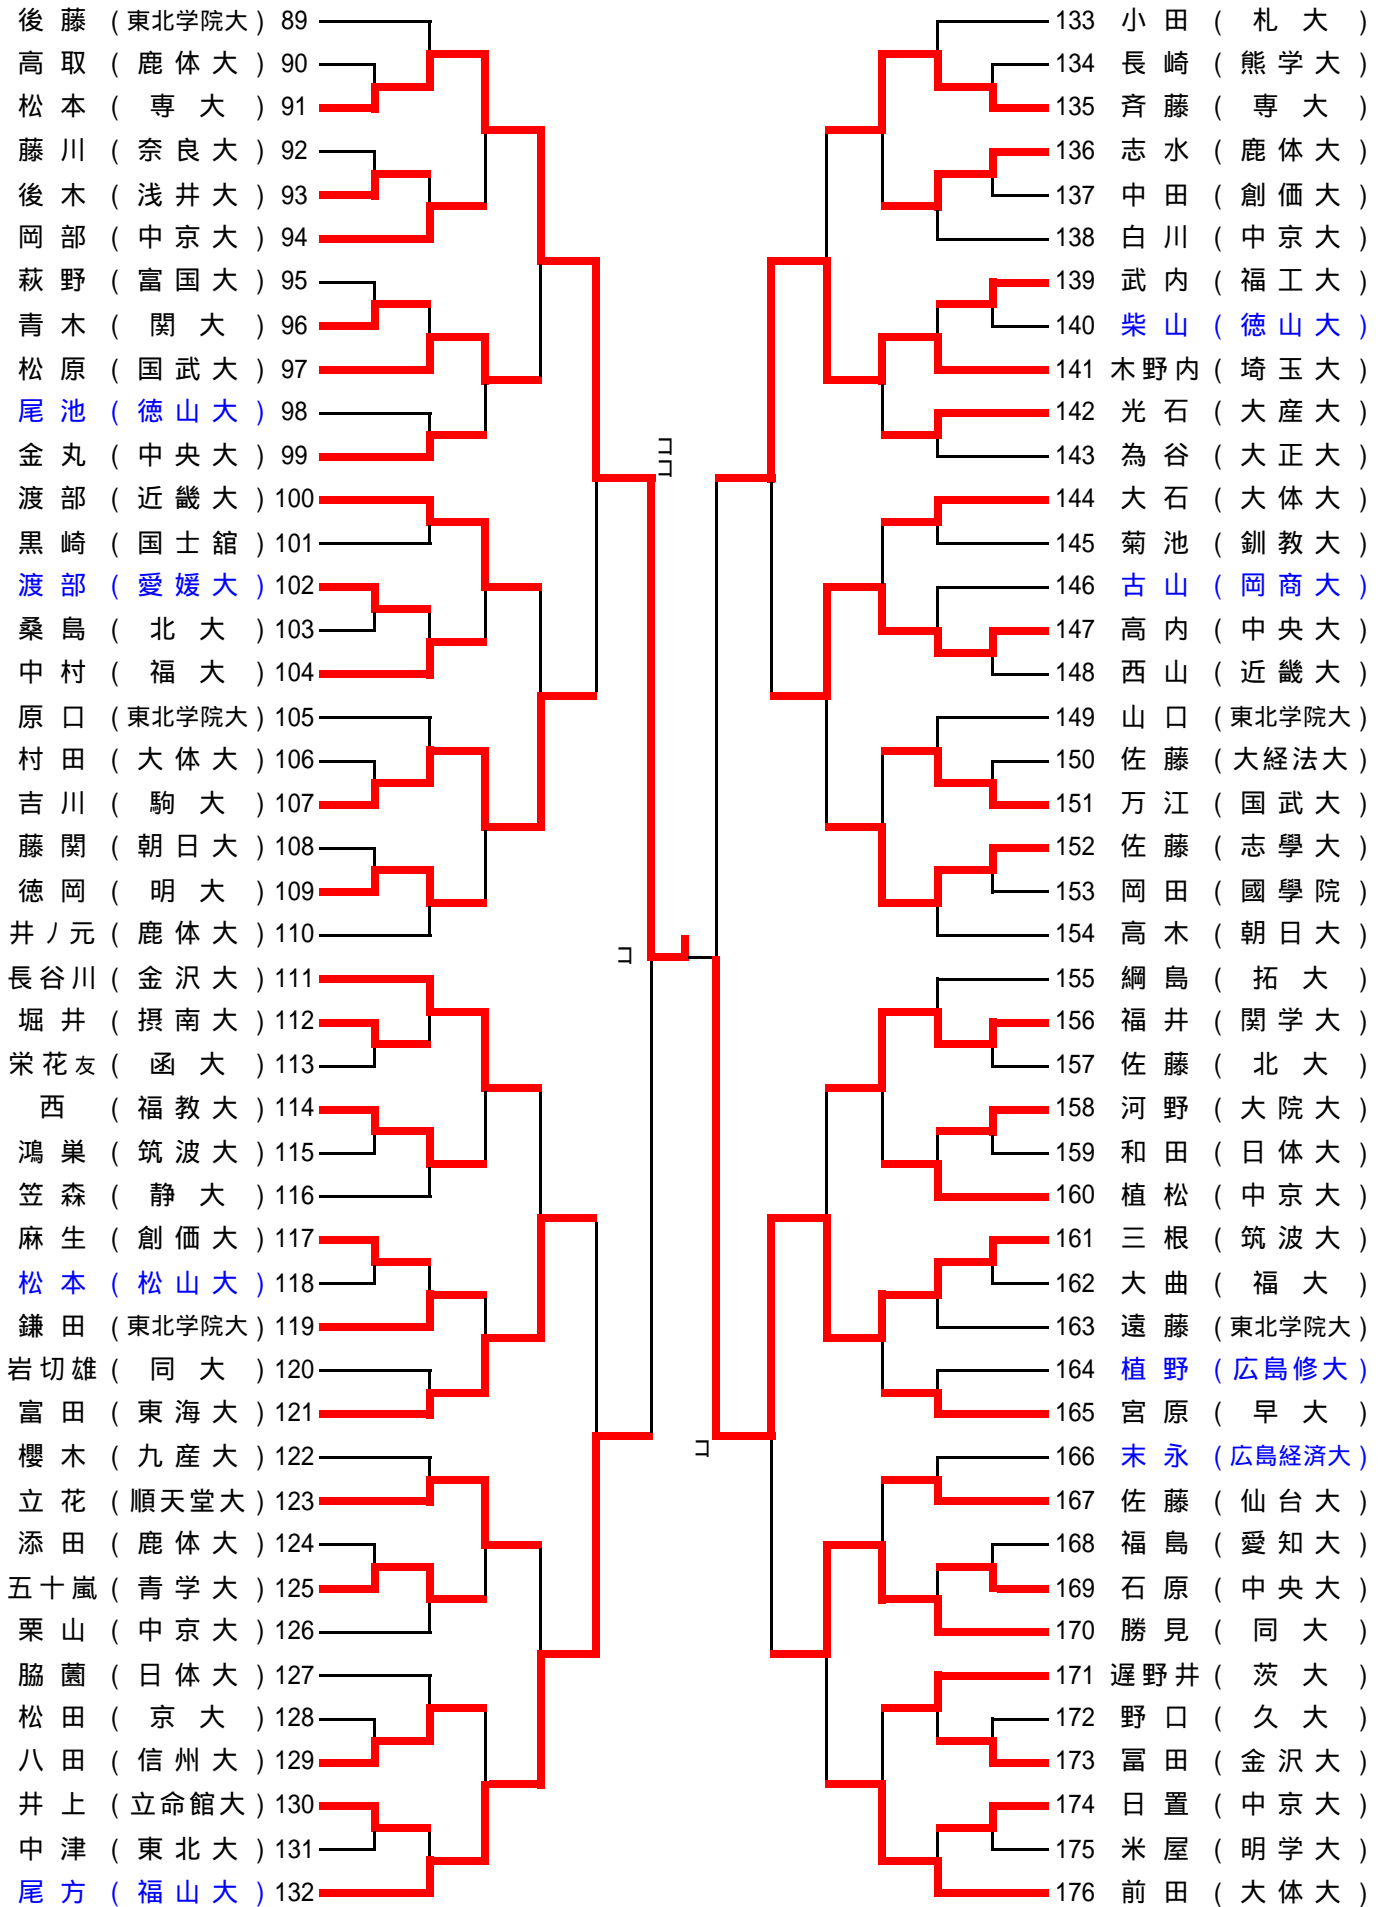 後藤 (東北学院大) 89
高取 (鹿体大) 90
松本 (専大) 91
藤川 (奈良大) 92
後木 (浅井大) 93
岡部 (中京大) 94
萩野 (富国大) 95
青木 (関大) 96
松原 (国武大) 97
尾池 (徳山大) 98
金丸 (中央大) 99
渡部 (近畿大) 100
黒崎 (国士舘) 101
渡部 (愛媛大) 102
桑島 (北大) 103
中村 (福大) 104
原口 (東北学院大) 105
村田 (大体大) 106
吉川 (駒大) 107
藤関 (朝日大) 108
徳岡 (明大) 109
井ノ元 (鹿体大) 110
長谷川 (金沢大) 111
堀井 (摂南大) 112
栄花友 (函大) 113
西 (福教大) 114
鴻巣 (筑波大) 115
笠森 (静大) 116
麻生 (創価大) 117
松本 (松山大) 118
鎌田 (東北学院大) 119
岩切雄 (同大) 120
富田 (東海大) 121
櫻木 (九産大) 122
立花 (順天堂大) 123
添田 (鹿体大) 124
五十嵐 (青学大) 125
栗山 (中京大) 126
脇薗 (日体大) 127
松田 (京大) 128
八田 (信州大) 129
井上 (立命館大) 130
中津 (東北大) 131
尾方 (福山大) 132
ココ
コ
コ
133 小田 (札大)
134 長崎 (熊学大)
135 斉藤 (専大)
136 志水 (鹿体大)
137 中田 (創価大)
138 白川 (中京大)
139 武内 (福工大)
140 柴山 (徳山大)
141 木野内 (埼玉大)
142 光石 (大産大)
143 為谷 (大正大)
144 大石 (大体大)
145 菊池 (釧教大)
146 古山 (岡商大)
147 高内 (中央大)
148 西山 (近畿大)
149 山口 (東北学院大)
150 佐藤 (大経法大)
151 万江 (国武大)
152 佐藤 (志學大)
153 岡田 (國學院)
154 高木 (朝日大)
155 綱島 (拓大)
156 福井 (関学大)
157 佐藤 (北大)
158 河野 (大院大)
159 和田 (日体大)
160 植松 (中京大)
161 三根 (筑波大)
162 大曲 (福大)
163 遠藤 (東北学院大)
164 植野 (広島修大)
165 宮原 (早大)
166 末永 (広島経済大)
167 佐藤 (仙台大)
168 福島 (愛知大)
169 石原 (中央大)
170 勝見 (同大)
171 遅野井 (茨大)
172 野口 (久大)
173 冨田 (金沢大)
174 日置 (中京大)
175 米屋 (明学大)
176 前田 (大体大)